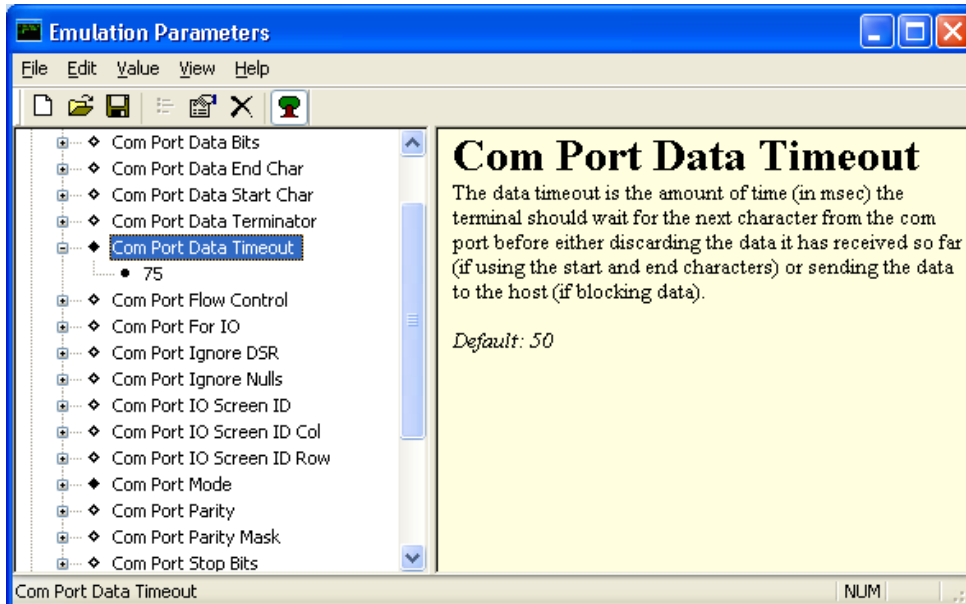 Emulation Parameters
File Edit Value View Help
Com Port Data Bits
Com Port Data End Char
Com Port Data Start Char
Com Port Data Terminator
Com Port Data Timeout
75
Com Port Flow Control
Com Port For IO
Com Port Ignore DSR
Com Port Ignore Nulls
Com Port IO Screen ID
Com Port IO Screen ID Col
Com Port IO Screen ID Row
Com Port Mode
Com Port Parity
Com Port Parity Mask
Com Port Stop Bits
Com Port Data Timeout
The data timeout is the amount of time (in msec) the
terminal should wait for the next character from the com
port before either discarding the data it has received so far
(if using the start and end characters) or sending the data
to the host (if blocking data).
Default: 50
Com Port Data Timeout NUM